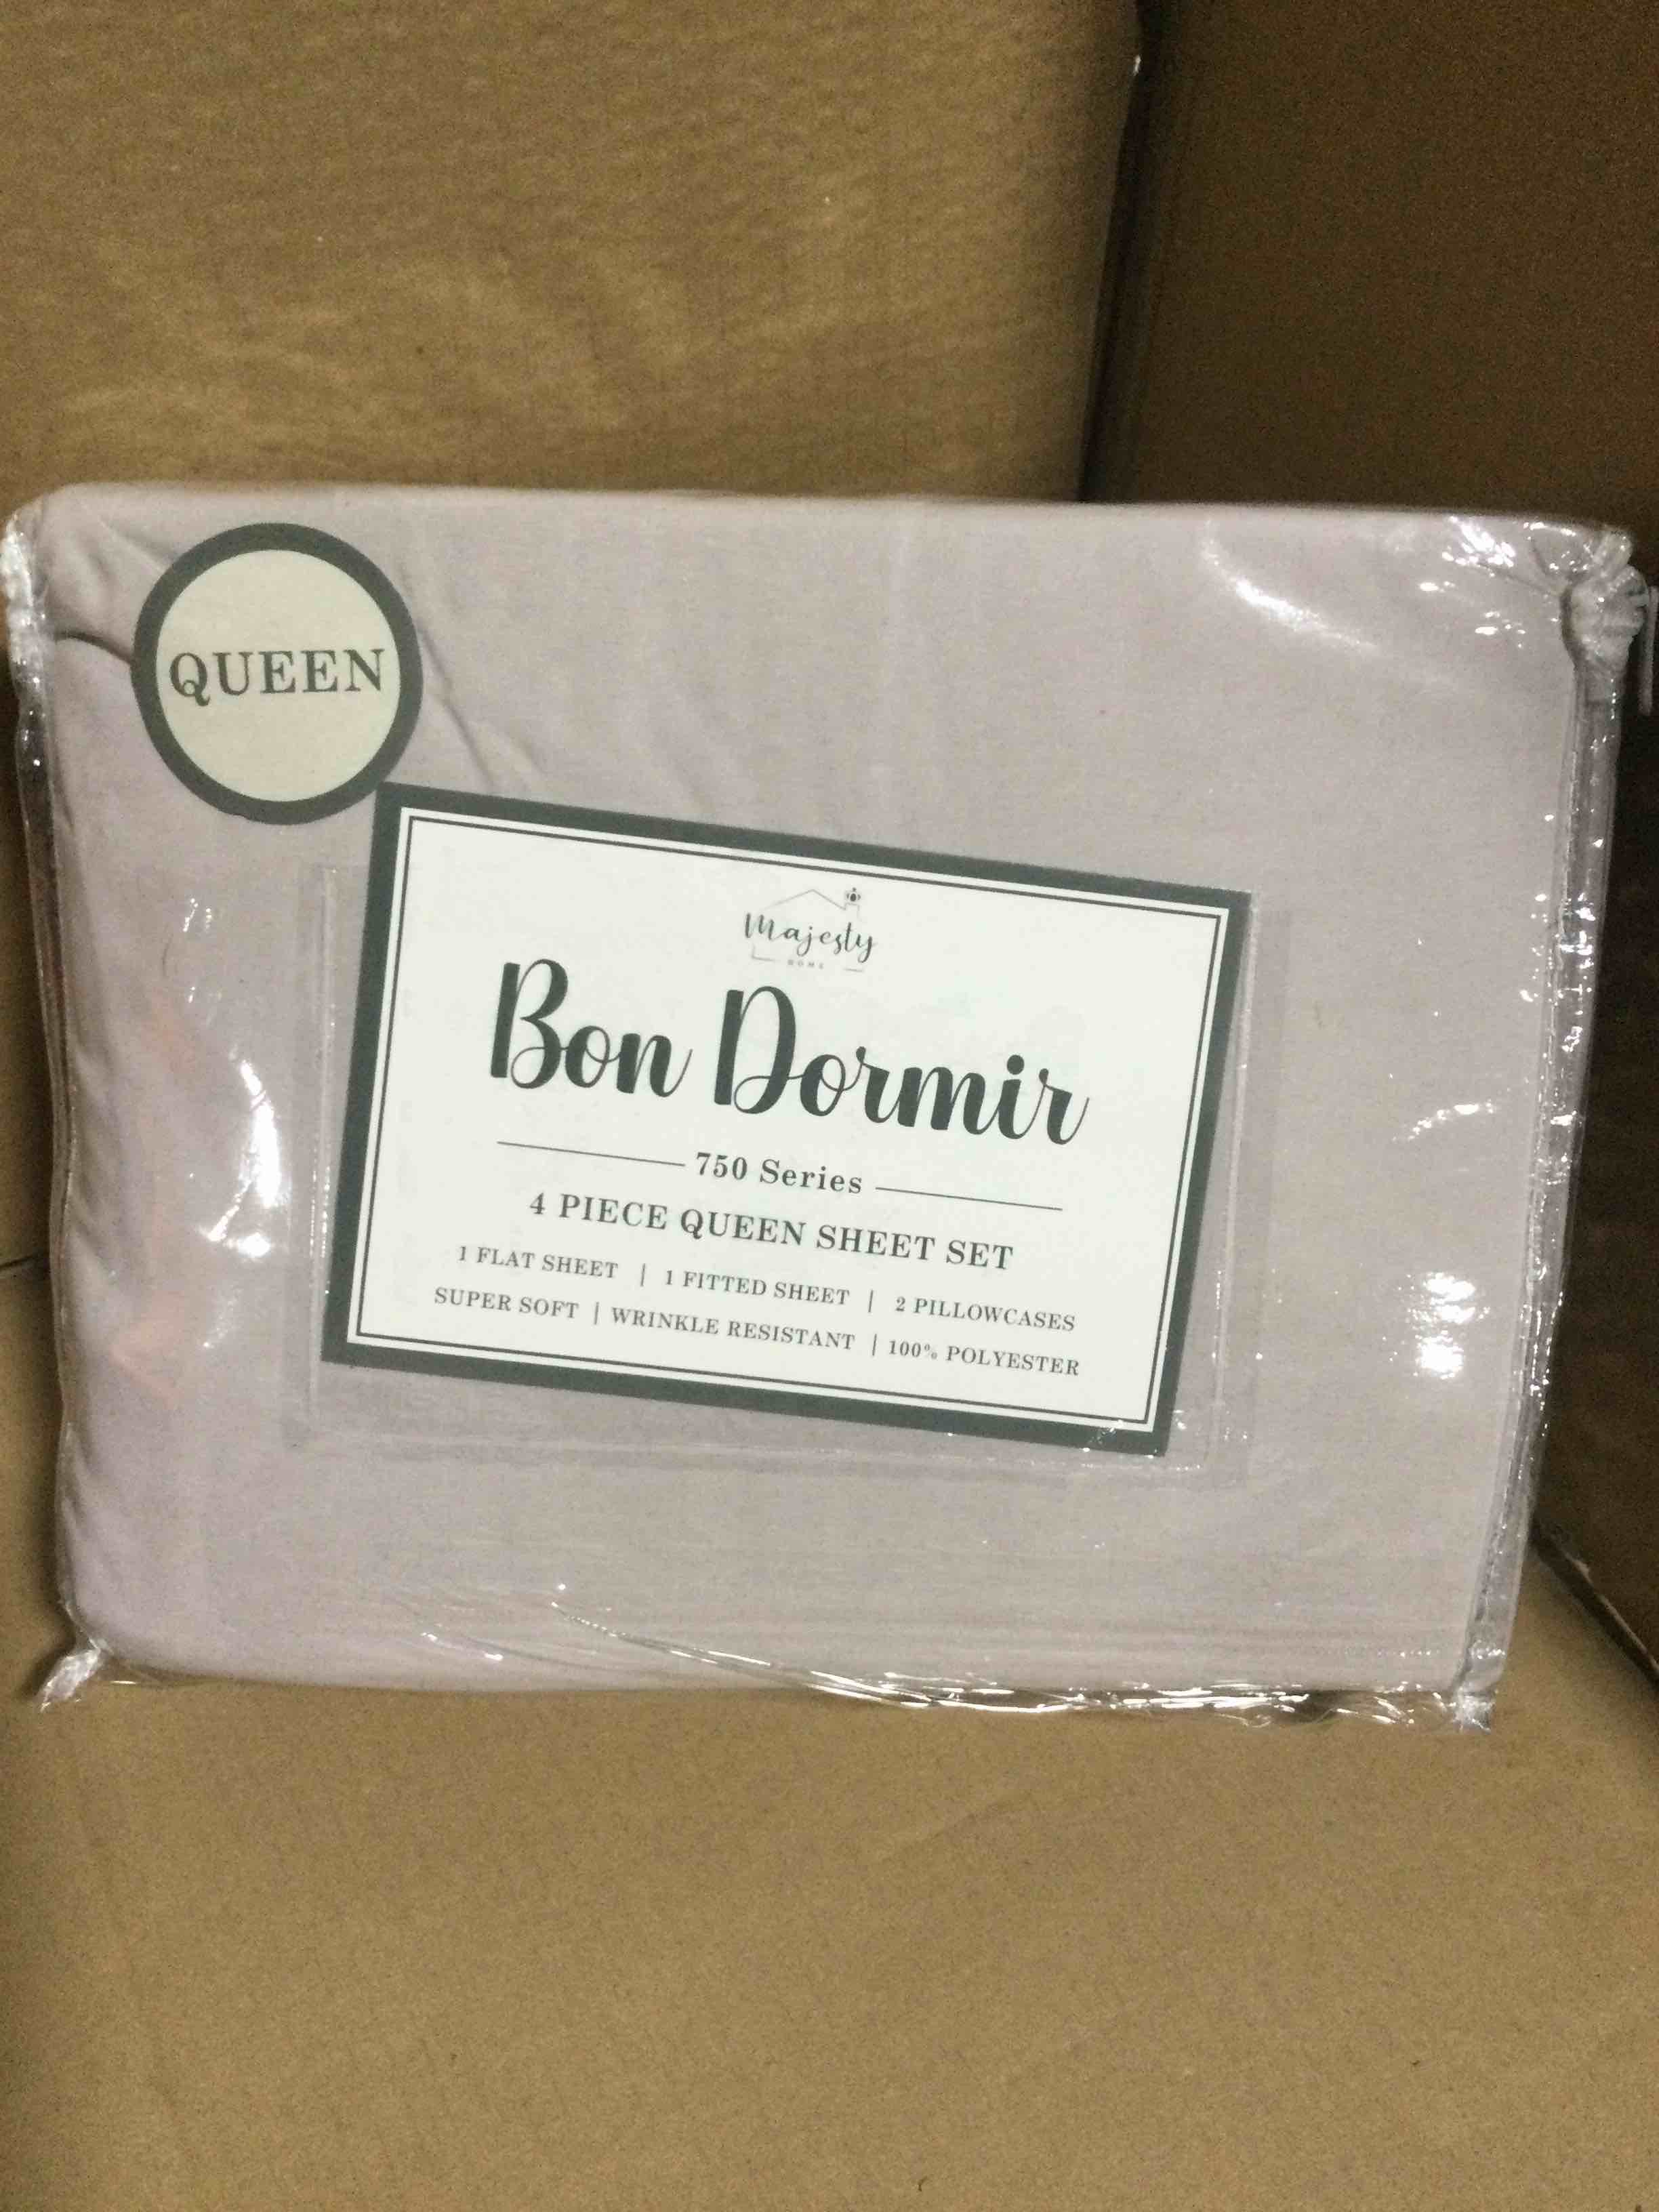 QUEEN
Majesty
HOME
Bon Dormir
750 Series
4 PIECE QUEEN SHEET SET
1 FLAT SHEET | 1 FITTED SHEET | 2 PILLOWCASES
SUPER SOFT | WRINKLE RESISTANT | 100% POLYESTER